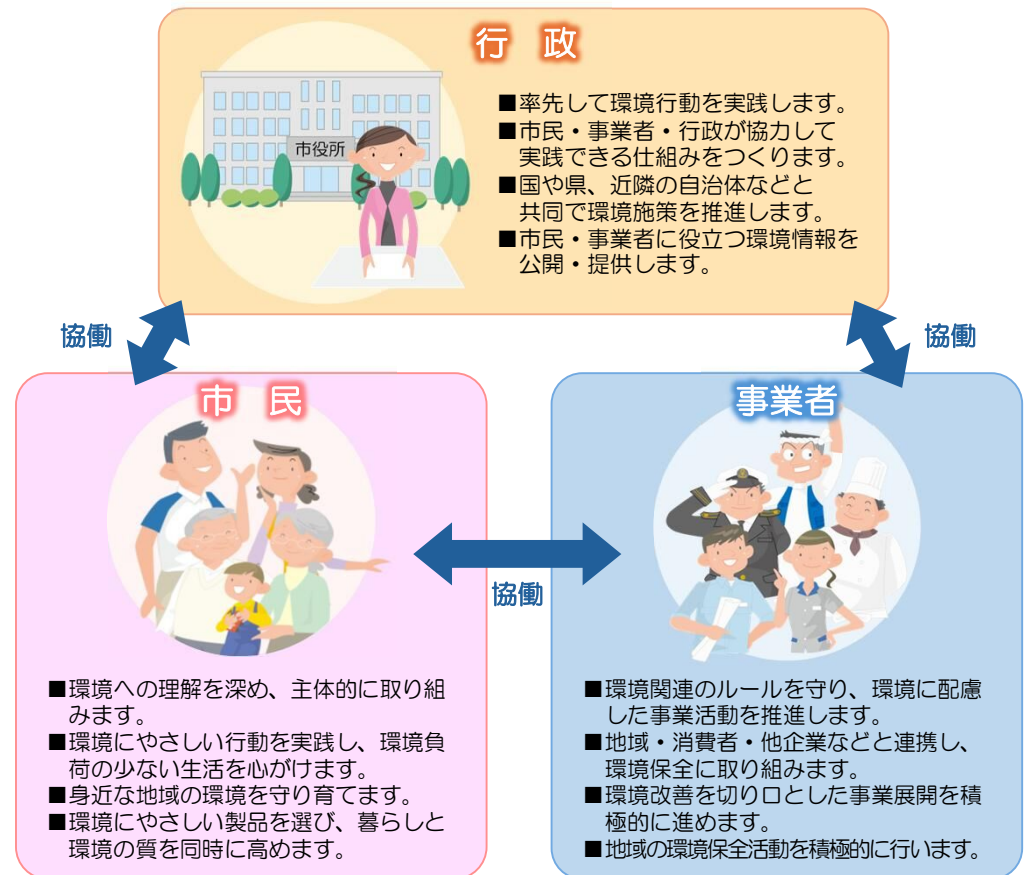 行　政
■率先して環境行動を実践します。
■市民・事業者・行政が協力して
実践できる仕組みをつくります。
■国や県、近隣の自治体などと
共同で環境施策を推進します。
■市民・事業者に役立つ環境情報を
公開・提供します。
市役所
協働
協働
市　民
■環境への理解を深め、主体的に取り組
みます。
■環境にやさしい行動を実践し、環境負
荷の少ない生活を心がけます。
■身近な地域の環境を守り育てます。
■環境にやさしい製品を選び、暮らしと
環境の質を同時に高めます。
協働
事業者
■環境関連のルールを守り、環境に配慮
した事業活動を推進します。
■地域・消費者・他企業などと連携し、
環境保全に取り組みます。
■環境改善を切り口とした事業展開を積
極的に進めます。
■地域の環境保全活動を積極的に行います。